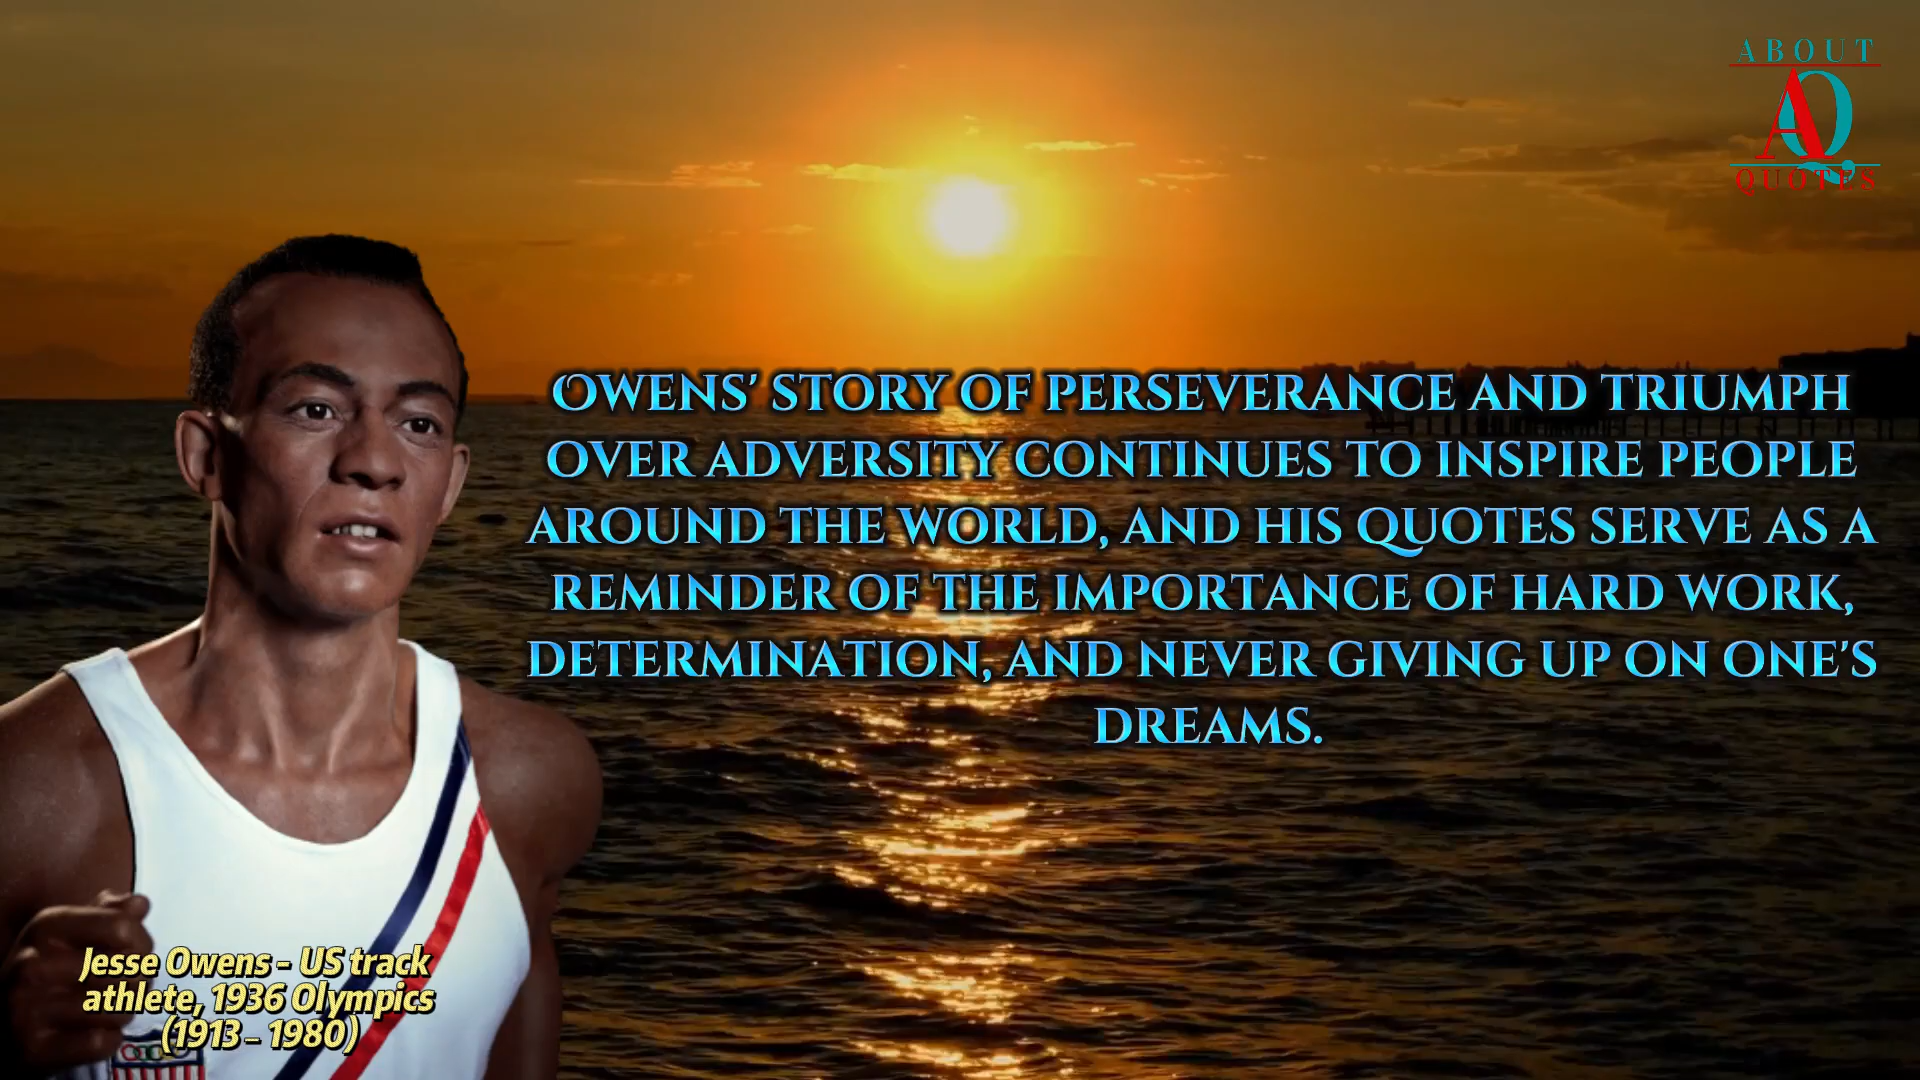 ABOUT
AQ
QUOTES
OWENS' STORY OF PERSEVERANCE AND TRIUMPH
OVER ADVERSITY CONTINUES TO INSPIRE PEOPLE
AROUND THE WORLD, AND HIS QUOTES SERVE AS A
REMINDER OF THE IMPORTANCE OF HARD WORK,
DETERMINATION, AND NEVER GIVING UP ON ONE'S
DREAMS.
Jesse Owens - US track
athlete, 1936 Olympics
(1913 - 1980)